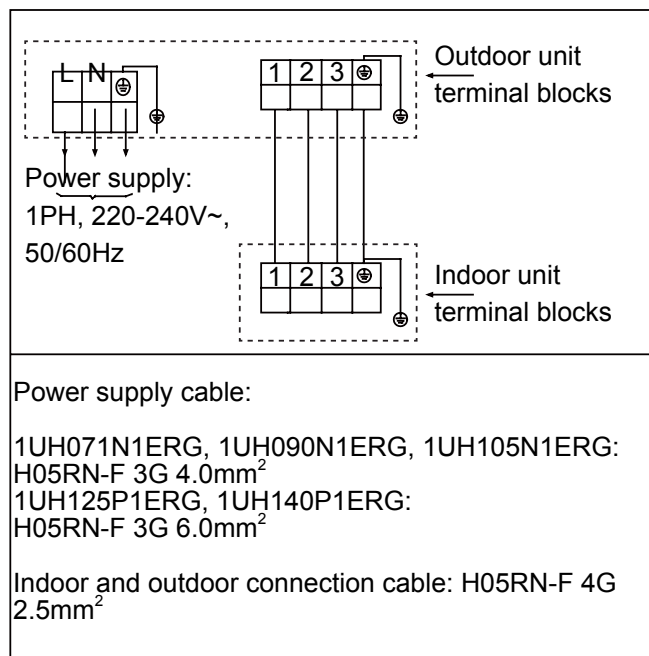 L N
1 2 3
Outdoor unit
terminal blocks
Power supply:
1PH, 220-240V~,
50/60Hz
1 2 3
Indoor unit
terminal blocks
Power supply cable:
1UH071N1ERG, 1UH090N1ERG, 1UH105N1ERG:
H05RN-F 3G 4.0mm²
1UH125P1ERG, 1UH140P1ERG:
H05RN-F 3G 6.0mm²
Indoor and outdoor connection cable: H05RN-F 4G
2.5mm²